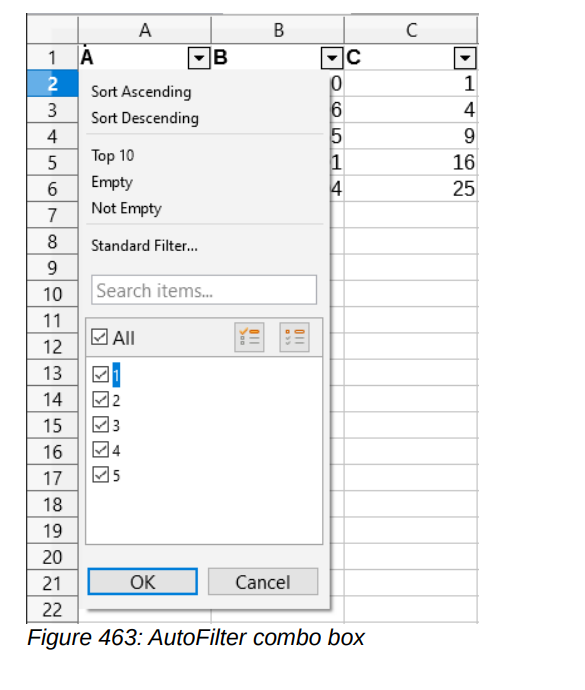 A B C
1 A B C
2 0 1
3 6 4
4 5 9
5 1 16
6 4 25
7
8
9
10
11
12
13
14
15
16
17
18
19
20
21
22
Sort Ascending
Sort Descending
Top 10
Empty
Not Empty
Standard Filter...
Search items...
All
1
2
3
4
5
OK Cancel
Figure 463: AutoFilter combo box